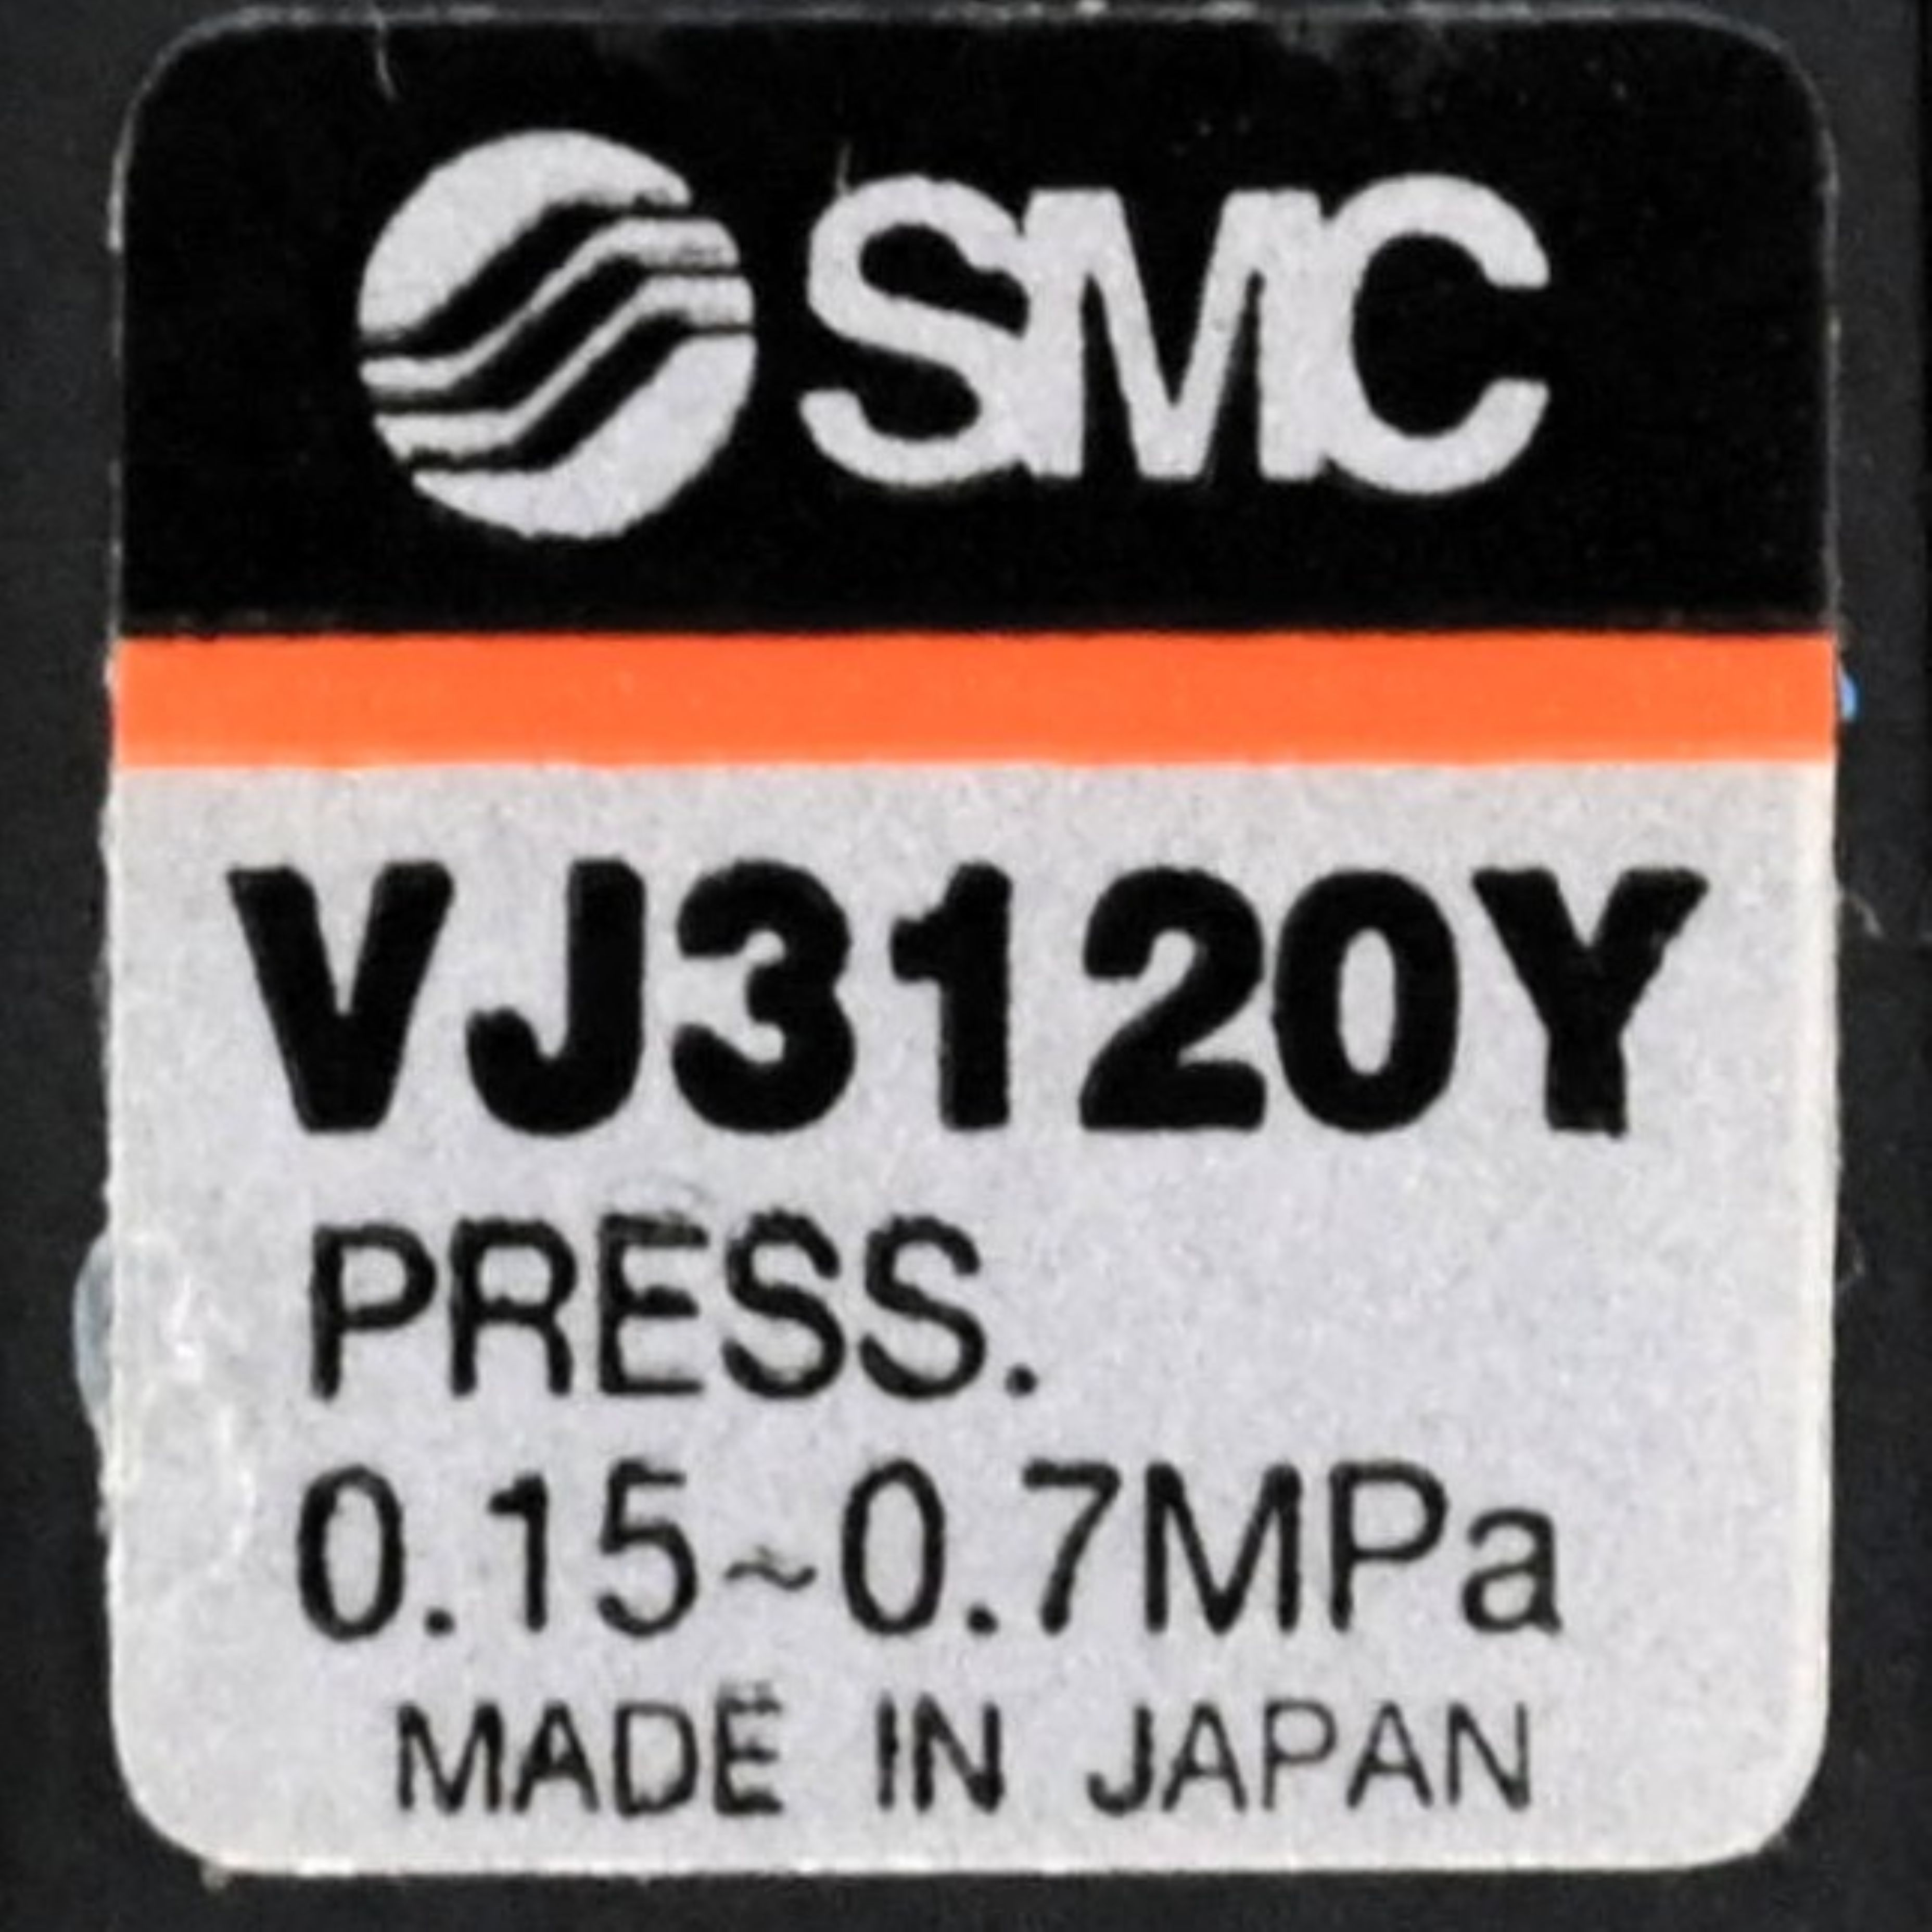 SMC
VJ3120Y
PRESS.
0.15~0.7MPa
MADE IN JAPAN